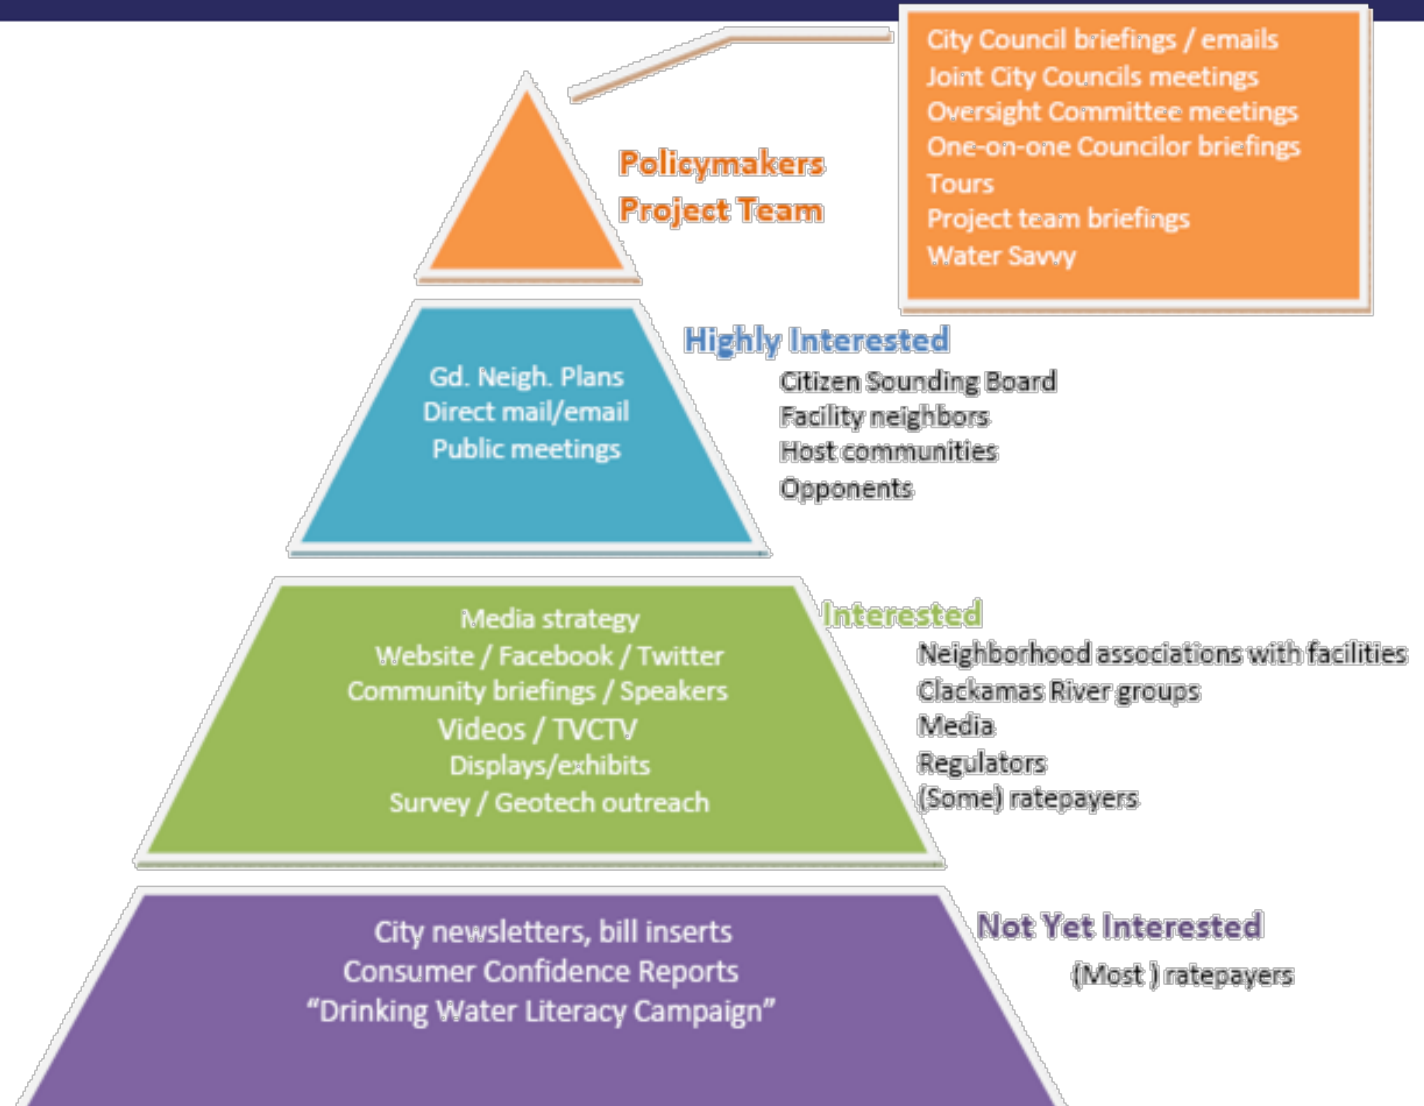 City Council briefings / emails
Joint City Councils meetings
Oversight Committee meetings
One-on-one Councilor briefings
Tours
Project team briefings
Water Savvy
Policymakers
Project Team
Highly Interested
Gd. Neigh. Plans
Direct mail/email
Public meetings
Citizen Sounding Board
Facility neighbors
Host communities
Opponents
Interested
Media strategy
Website / Facebook / Twitter
Community briefings / Speakers
Videos / TVCTV
Displays/exhibits
Survey / Geotech outreach
Neighborhood associations with facilities
Clackamas River groups
Media
Regulators
(Some) ratepayers
Not Yet Interested
City newsletters, bill inserts
Consumer Confidence Reports
“Drinking Water Literacy Campaign”
(Most ) ratepayers